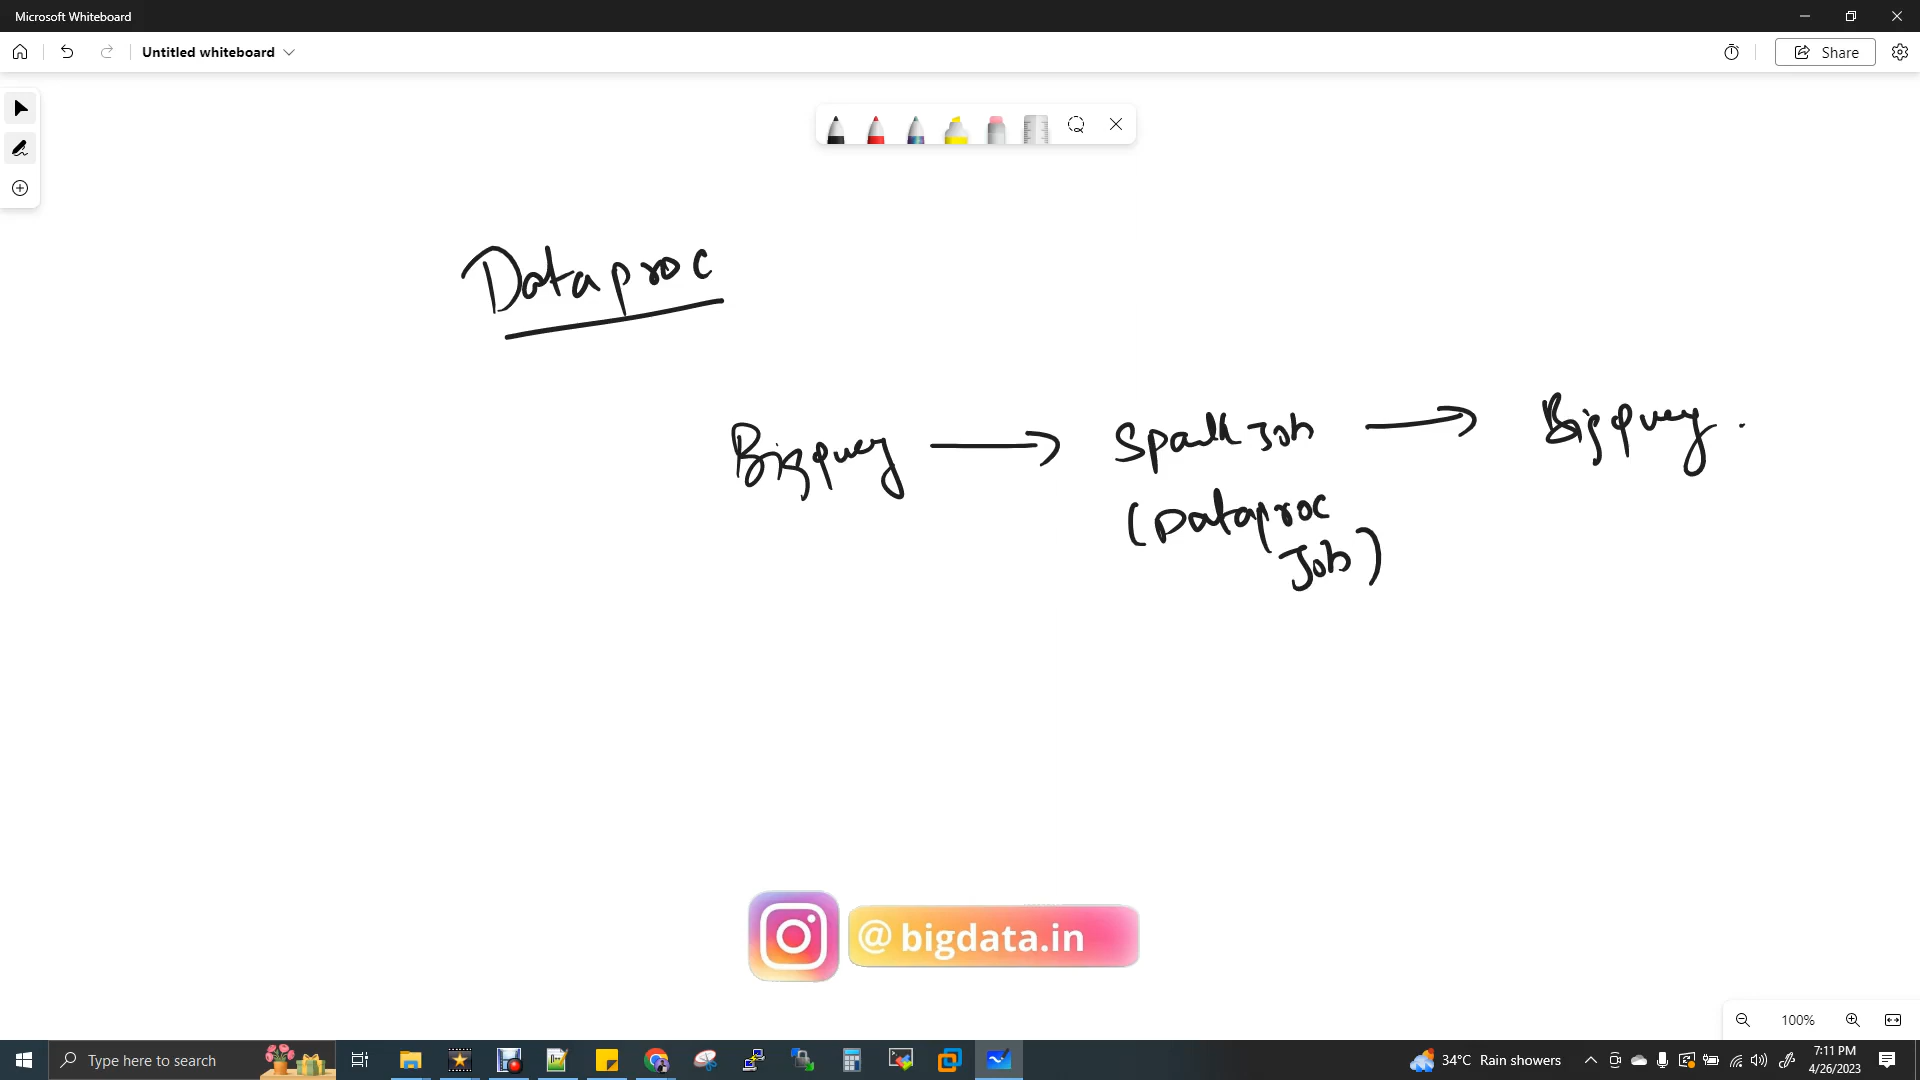 Microsoft Whiteboard
Untitled whiteboard
Share
Dataproc
Bigquery → Spark Job → Bigquery.
(Dataproc
Job)
@ bigdata.in
100%
Type here to search
34°C Rain showers
7:11 PM
4/26/2023